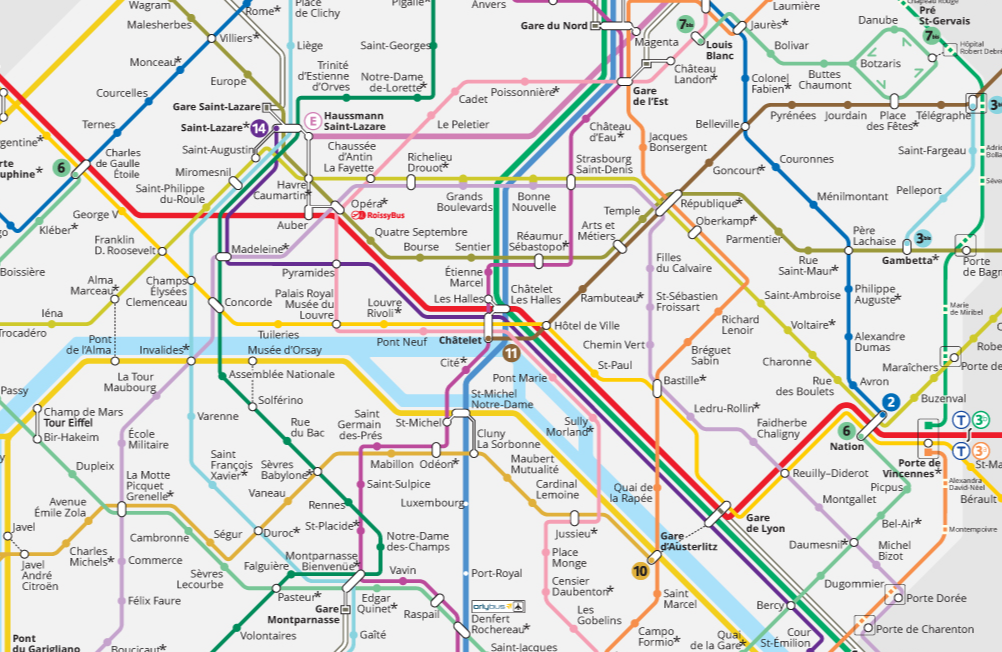 Wagram
Malesherbes
Rome*
Place
de Clichy
Pigalle*
Anvers
Gare du Nord
Magenta
7bis
Louis
Blanc
Laumière
Jaurès*
Danube
Pré
St-Gervais
7bis
Hôpital
Robert Debré
Villiers*
Liège
Saint-Georges
Bolivar
Monceau*
Europe
Trinité
d'Estienne
d'Orves
Notre-Dame
de-Lorette*
Poissonnière*
Château
Landon*
Colonel
Fabien*
Buttes
Chaumont
Botzaris
Courcelles
Gare Saint-Lazare
Cadet
Gare
de l'Est
Ternes
Saint-Lazare*
14
E
Haussmann
Saint-Lazare
Le Peletier
Château
d'Eau*
Jacques
Bonsergent
Belleville
Pyrénées
Jourdain
Place
des Fêtes*
Télégraphe
3bis
Saint-Augustin
Chaussée
d'Antin
La Fayette
Richelieu
Drouot*
Strasbourg
Saint-Denis
Goncourt*
Couronnes
Saint-Fargeau
6
Charles
de Gaulle
Étoile
Miromesnil
Saint-Philippe
du-Roule
Havre
Caumartin*
Opéra*
RoissyBus
Grands
Boulevards
Bonne
Nouvelle
Ménilmontant
Pelleport
Kléber*
George V
Auber
Quatre Septembre
Temple
République*
Oberkampf*
Parmentier
Père
Lachaise
3bis
Gambetta*
Franklin
D. Roosevelt
Madeleine*
Bourse
Sentier
Réaumur
Sébastopol*
Arts et
Métiers
Rue
Saint-Maur*
Porte
de Bagn
Boissière
Alma
Marceau*
Champs
Élysées
Clemenceau
Pyramides
Étienne
Marcel
Filles
du Calvaire
Concorde
Palais Royal
Musée du
Louvre
Louvre
Rivoli*
Les Halles
Châtelet
Les Halles
Rambuteau*
St-Sébastien
Froissart
Saint-Ambroise
Philippe
Auguste*
Marie
de Miribel
Iéna
Trocadéro
Tuileries
Pont Neuf
Châtelet
11
Hôtel de Ville
Chemin Vert
Richard
Lenoir
Voltaire*
Alexandre
Dumas
Pont
de l'Alma
Invalides*
Musée d'Orsay
Cité*
Pont Marie
St-Paul
Bréguet
Sabin
Charonne
Maraîchers
Porte de
Passy
La Tour
Maubourg
Assemblée Nationale
Bastille*
Rue
des Boulets
Avron
2
Buzenval
Champ de Mars
Tour Eiffel
Bir-Hakeim
Varenne
Solférino
Saint
Germain
des-Prés
St-Michel
St-Michel
Notre-Dame
Sully
Morland*
Ledru-Rollin*
Faidherbe
Chaligny
6
Nation
T 3
T 3
École
Militaire
Rue
du Bac
Cluny
La Sorbonne
Dupleix
Saint
François
Xavier*
Sèvres
Babylone*
Mabillon
Odéon*
Maubert
Mutualité
Reuilly-Diderot
Porte de
Vincennes*
La Motte
Picquet
Grenelle*
Vaneau
Saint-Sulpice
Cardinal
Lemoine
Quai de
la Rapée
Montgallet
Picpus
Alexandra
David-Néel
Bérault
Avenue
Émile Zola
Rennes
Luxembourg
Gare
de Lyon
Javel
Cambronne
Ségur
Duroc*
St-Placide*
Notre-Dame
des-Champs
Jussieu*
Gare
d'Austerlitz
Daumesnil*
Bel-Air*
Montempoivre
Javel
André
Citroën
Charles
Michels*
Commerce
Sèvres
Lecourbe
Falguière
Montparnasse
Bienvenüe*
Vavin
Port-Royal
Place
Monge
10
Michel
Bizot
Félix Faure
Pasteur*
Gare
Montparnasse
Edgar
Quinet*
Raspail
orlybus
Denfert
Rochereau*
Censier
Daubenton*
Saint
Marcel
Bercy
Dugommier
Porte Dorée
Pont
du Garigliano
Boucicaut*
Volontaires
Gaîté
Saint-Jacques
Les
Gobelins
Campo
Formio*
Quai
de la Gare*
Cour
St-Émilion
Porte de Charenton